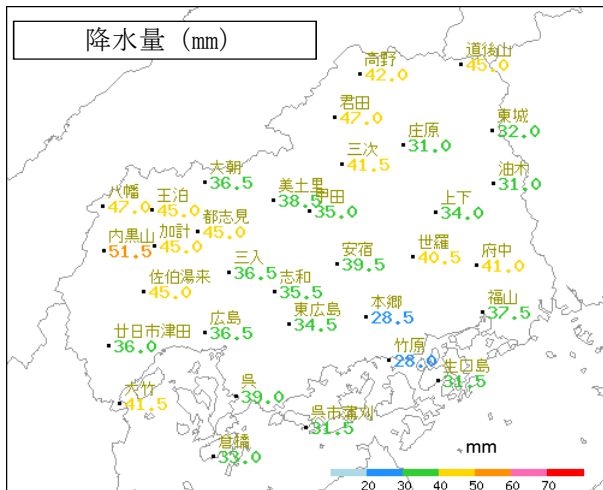 降水量 (mm)
道後山
45.0
高野
42.0
君田
47.0
庄原
31.0
東城
32.0
三次
41.5
油木
31.0
大朝
36.5
八幡
47.0
王泊
45.0
美土里
38.5
甲田
35.0
上下
34.0
都志見
45.0
内黒山
51.5
加計
45.0
三入
36.5
安宿
39.5
世羅
40.5
府中
41.0
佐伯湯来
45.0
志和
35.5
東広島
34.5
本郷
28.5
福山
37.5
廿日市津田
36.0
広島
36.5
竹原
28.0
生口島
31.5
大竹
41.5
呉
39.0
呉市蒲刈
31.5
倉橋
33.0
mm
20 30 40 50 60 70